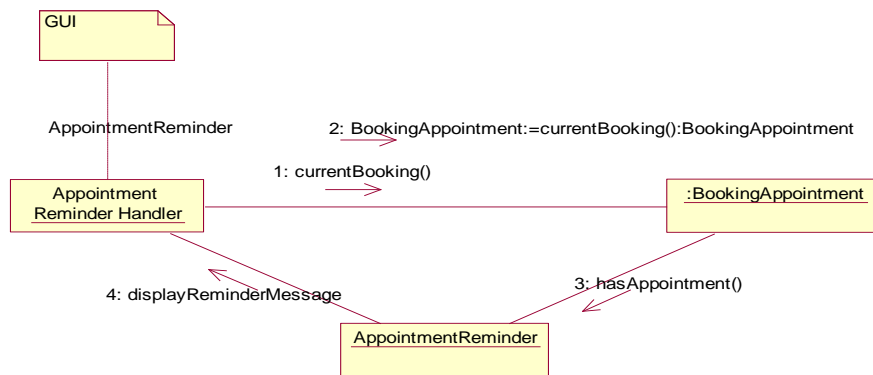 GUI
AppointmentReminder
2: BookingAppointment:=currentBooking():BookingAppointment
1: currentBooking()
Appointment
Reminder Handler
:BookingAppointment
3: hasAppointment()
4: displayReminderMessage
AppointmentReminder